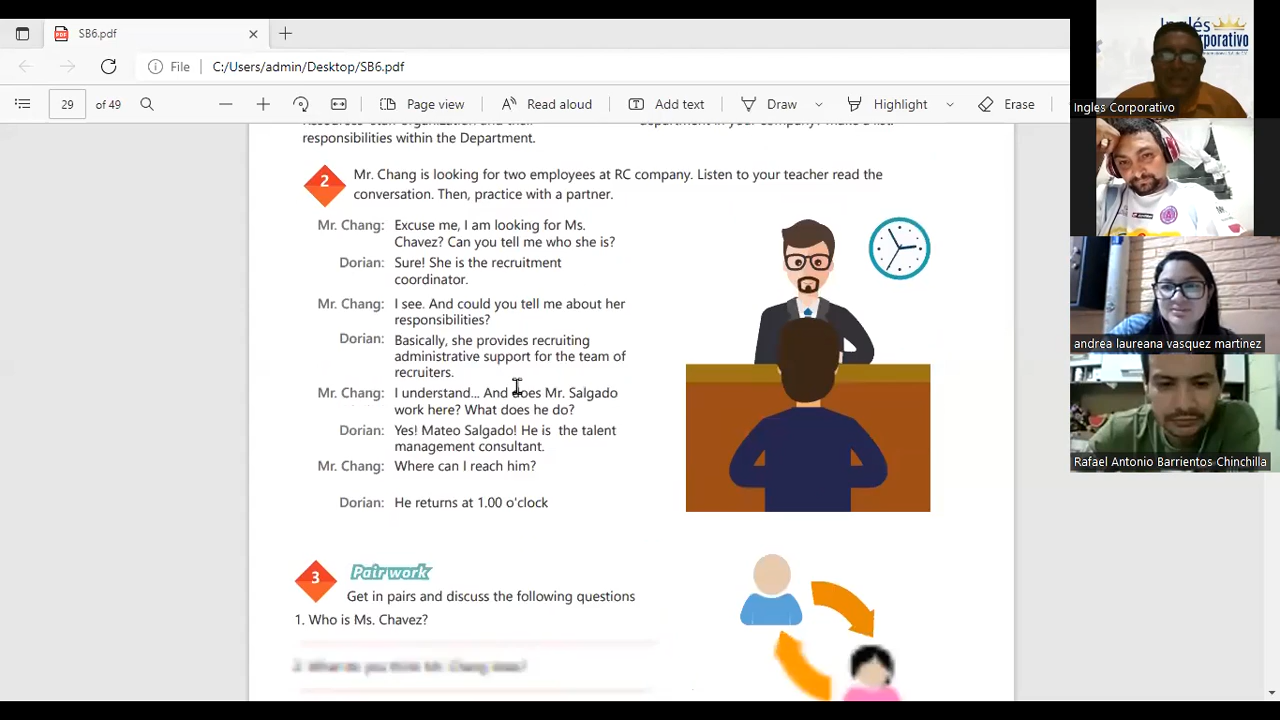 SB6.pdf
File C:/Users/admin/Desktop/SB6.pdf
29 of 49 Page view Read aloud Add text Draw Highlight Erase
responsibilities within the Department.
2 Mr. Chang is looking for two employees at RC company. Listen to your teacher read the
conversation. Then, practice with a partner.
Mr. Chang: Excuse me, I am looking for Ms.
Chavez? Can you tell me who she is?
Dorian: Sure! She is the recruitment
coordinator.
Mr. Chang: I see. And could you tell me about her
responsibilities?
Dorian: Basically, she provides recruiting
administrative support for the team of
recruiters.
Mr. Chang: I understand... And does Mr. Salgado
work here? What does he do?
Dorian: Yes! Mateo Salgado! He is the talent
management consultant.
Mr. Chang: Where can I reach him?
Dorian: He returns at 1.00 o'clock
3 Pair work
Get in pairs and discuss the following questions
1. Who is Ms. Chavez?
Inglés
Corporativo
Ingles Corporativo
andrea laureana vasquez martinez
Rafael Antonio Barrientos Chinchilla